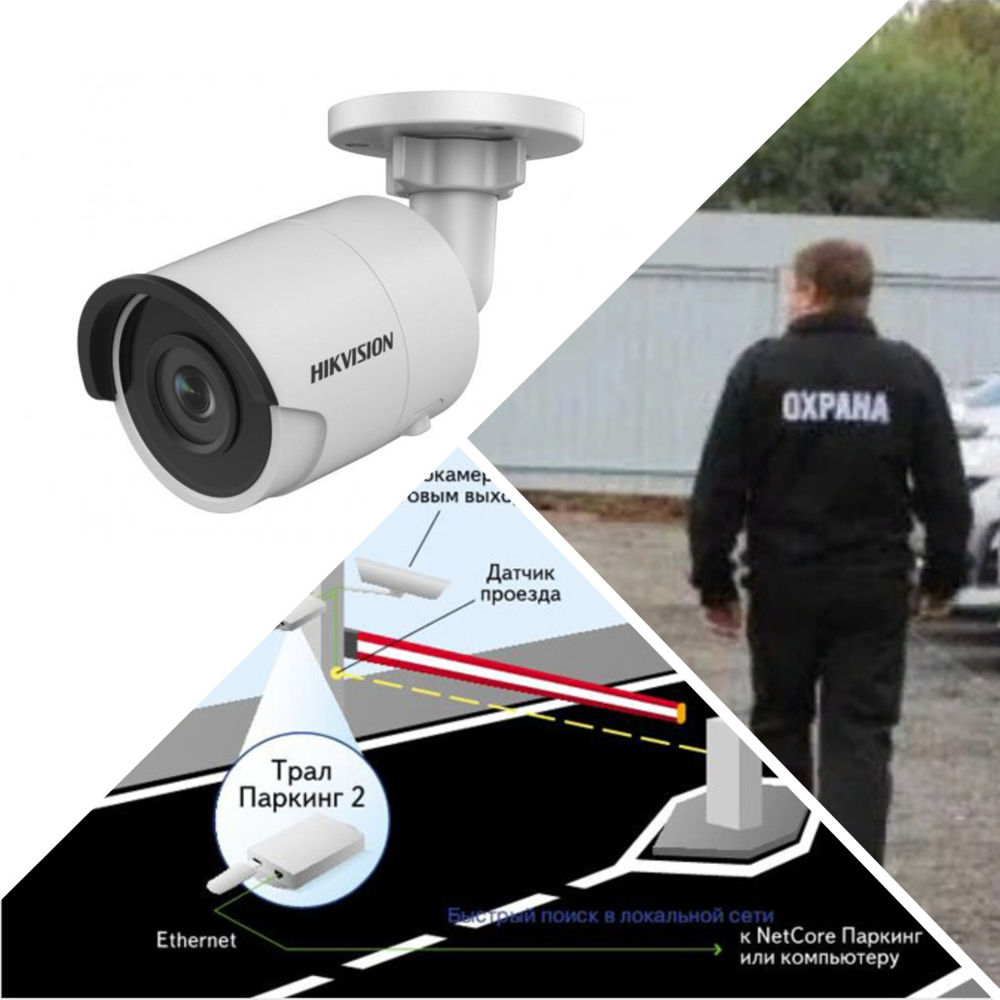 HIKVISION
ОХРАНА
Датчик
проезда
Трал
Паркинг 2
Быстрый поиск в локальной сети
Ethernet
к NetCore Паркинг
или компьютеру